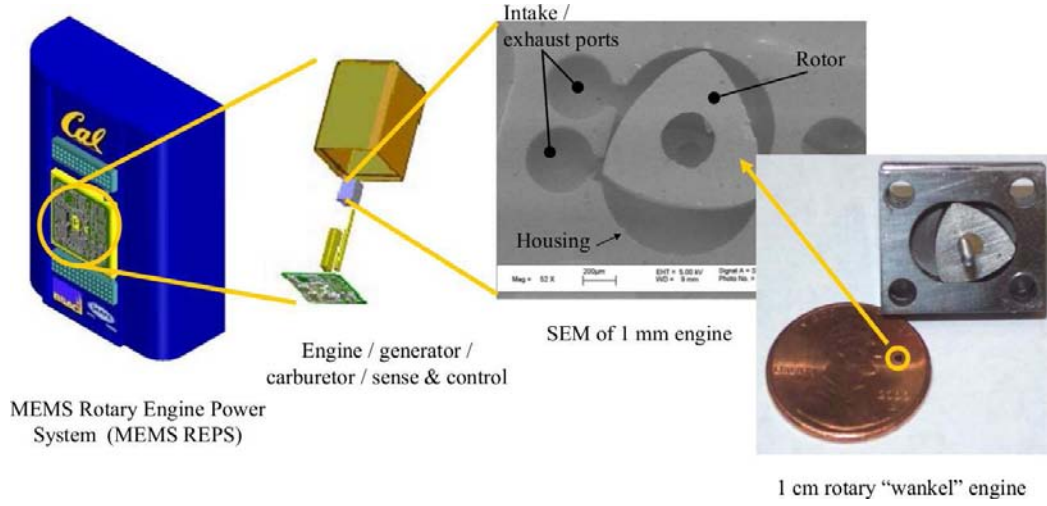 Intake /
exhaust ports
Rotor
Housing
Cal
Mag = 52 X
200µm
EHT = 5.00 kV
WD = 9 mm
Signal A =
Photo No. =
SEM of 1 mm engine
Engine / generator /
carburetor / sense & control
MEMS Rotary Engine Power
System (MEMS REPS)
1 cm rotary “wankel” engine